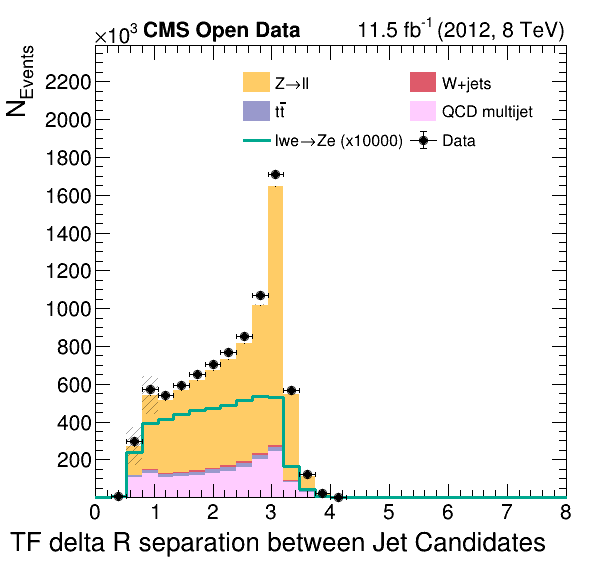 ×10³ CMS Open Data 11.5 fb⁻¹ (2012, 8 TeV)
N_Events
2200
2000
1800
1600
1400
1200
1000
800
600
400
200
Z→ll W+jets
tt̄ QCD multijet
lwe→Ze (x10000) Data
0 1 2 3 4 5 6 7 8
TF delta R separation between Jet Candidates